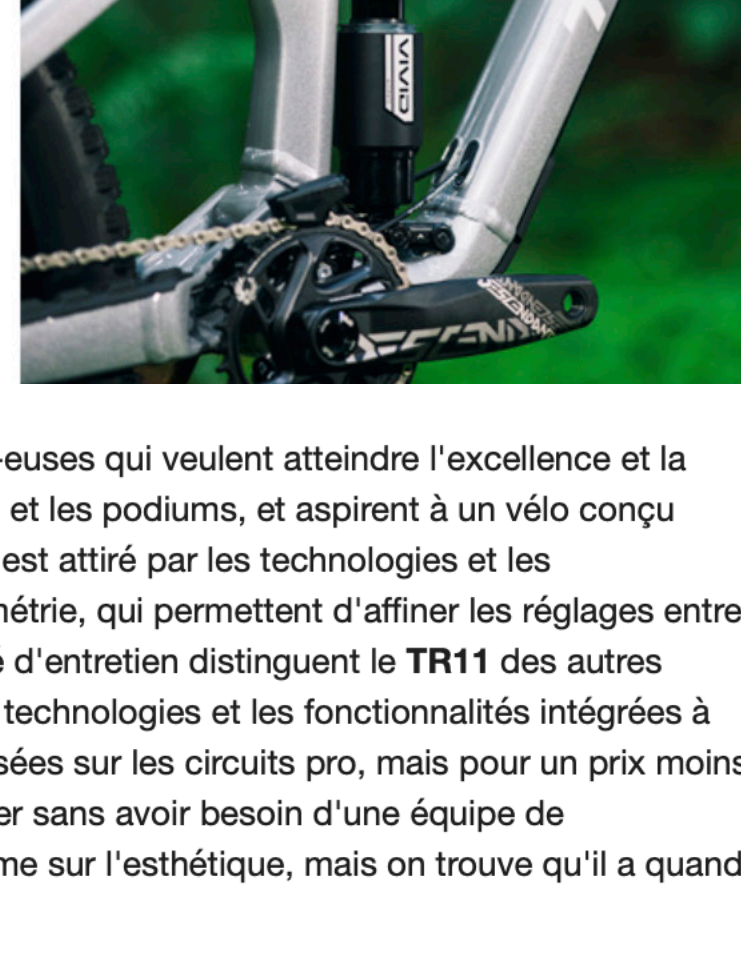 VIVID
DESCENDANT
DESCENDANT
-euses qui veulent atteindre l'excellence et la
et les podiums, et aspirent à un vélo conçu
est attiré par les technologies et les
métrie, qui permettent d'affiner les réglages entre
é d'entretien distinguent le TR11 des autres
technologies et les fonctionnalités intégrées à
sées sur les circuits pro, mais pour un prix moins
er sans avoir besoin d'une équipe de
me sur l'esthétique, mais on trouve qu'il a quand